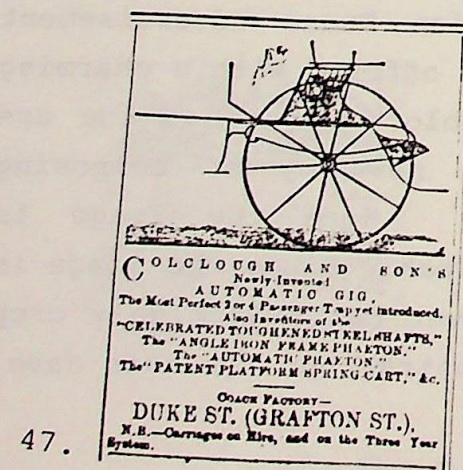 COLCLOUGH AND SON'S
Newly-Invented
AUTOMATIC GIG,
The Most Perfect 2 or 4 Passenger Trap yet introduced.
Also Inventors of the
"CELEBRATED TOUGHENED STEEL SHAFTS,"
The "ANGLE IRON FRAME PHAETON."
The "AUTOMATIC PHAETON,"
The "PATENT PLATFORM SPRING CART," &c.
COACH FACTORY—
DUKE ST. (GRAFTON ST.).
N.B.—Carriages on Hire, and on the Three Year
System.
47.